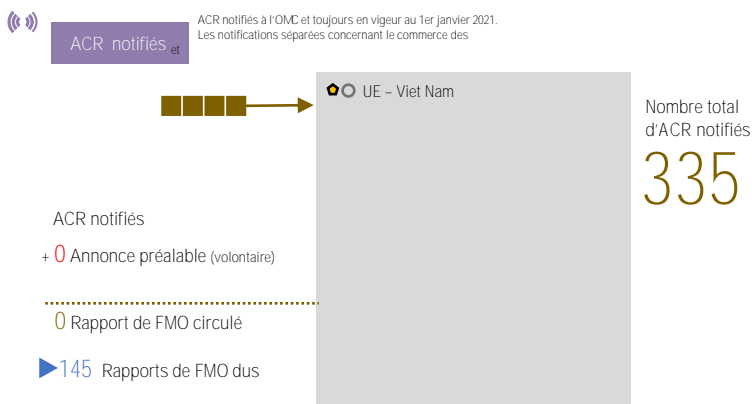 ACR notifiés à l'OMC et toujours en vigeur au 1er janvier 2021.
Les notifications séparées concernant le commerce des
ACR notifiés et
UE – Viet Nam
Nombre total
d'ACR notifiés
335
ACR notifiés
+ 0 Annonce préalable (volontaire)
0 Rapport de FMO circulé
145 Rapports de FMO dus